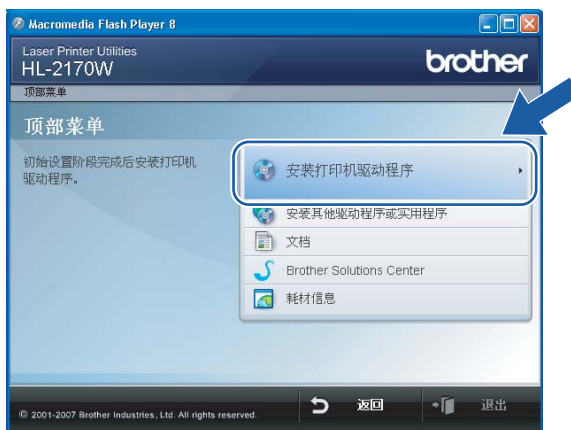 Macromedia Flash Player 8
Laser Printer Utilities
HL-2170W
brother
顶部菜单
顶部菜单
初始设置阶段完成后安装打印机
驱动程序。
安装打印机驱动程序
安装其他驱动程序或实用程序
文档
Brother Solutions Center
耗材信息
© 2001-2007 Brother Industries, Ltd. All rights reserved.
返回
退出